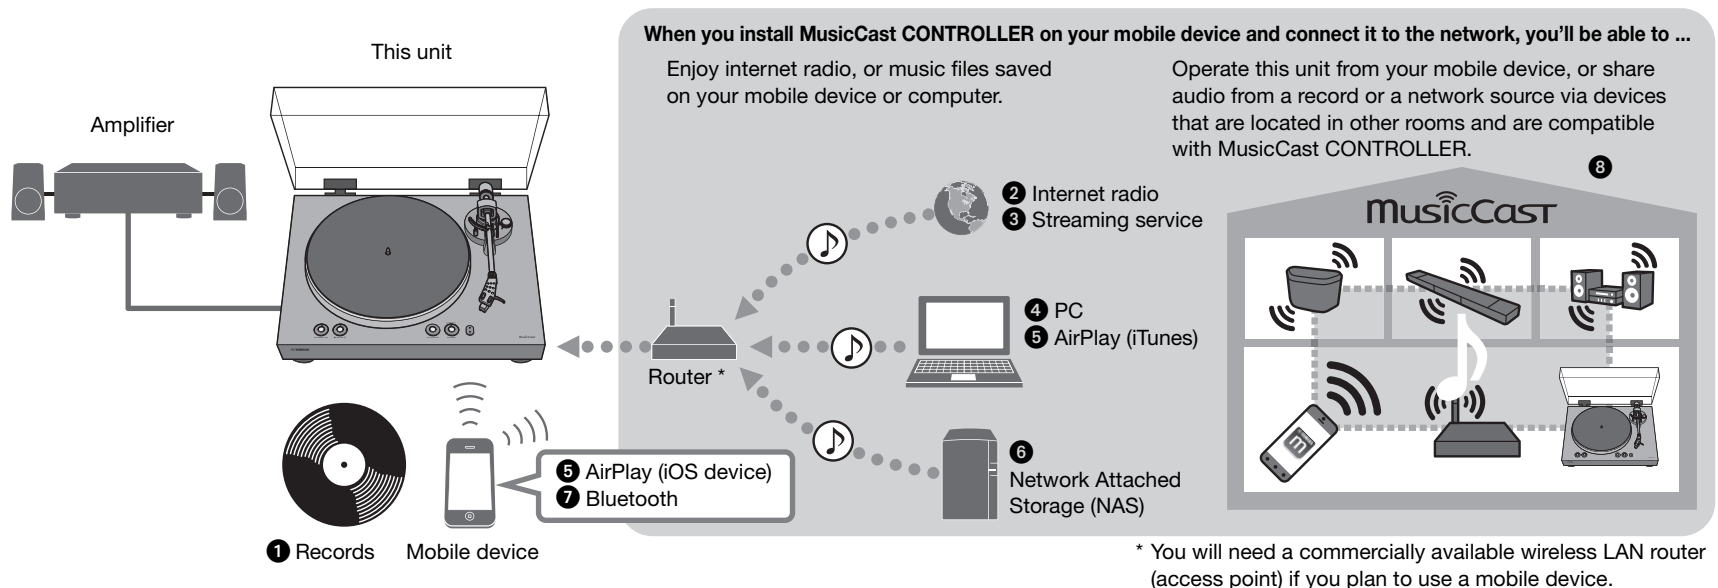 When you install MusicCast CONTROLLER on your mobile device and connect it to the network, you'll be able to ...
This unit
Enjoy internet radio, or music files saved
on your mobile device or computer.
Operate this unit from your mobile device, or share
audio from a record or a network source via devices
that are located in other rooms and are compatible
with MusicCast CONTROLLER.
Amplifier
8
MusicCast
2 Internet radio
3 Streaming service
4 PC
5 AirPlay (iTunes)
Router *
6
Network Attached
Storage (NAS)
5 AirPlay (iOS device)
7 Bluetooth
1 Records
Mobile device
* You will need a commercially available wireless LAN router
(access point) if you plan to use a mobile device.